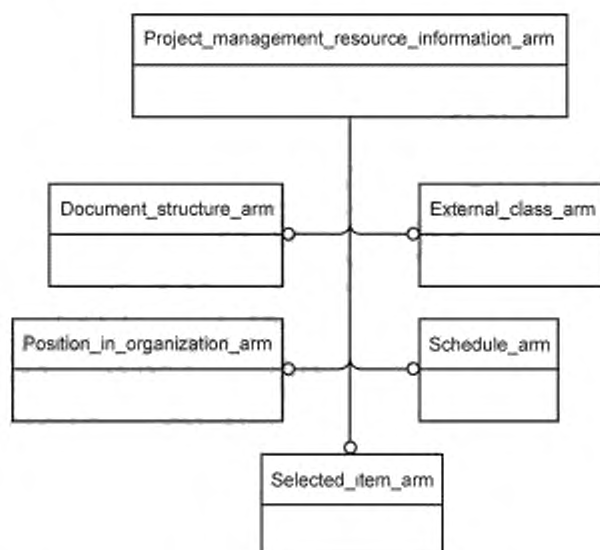 Project_management_resource_information_arm
Document_structure_arm
External_class_arm
Position_in_organization_arm
Schedule_arm
Selected_item_arm